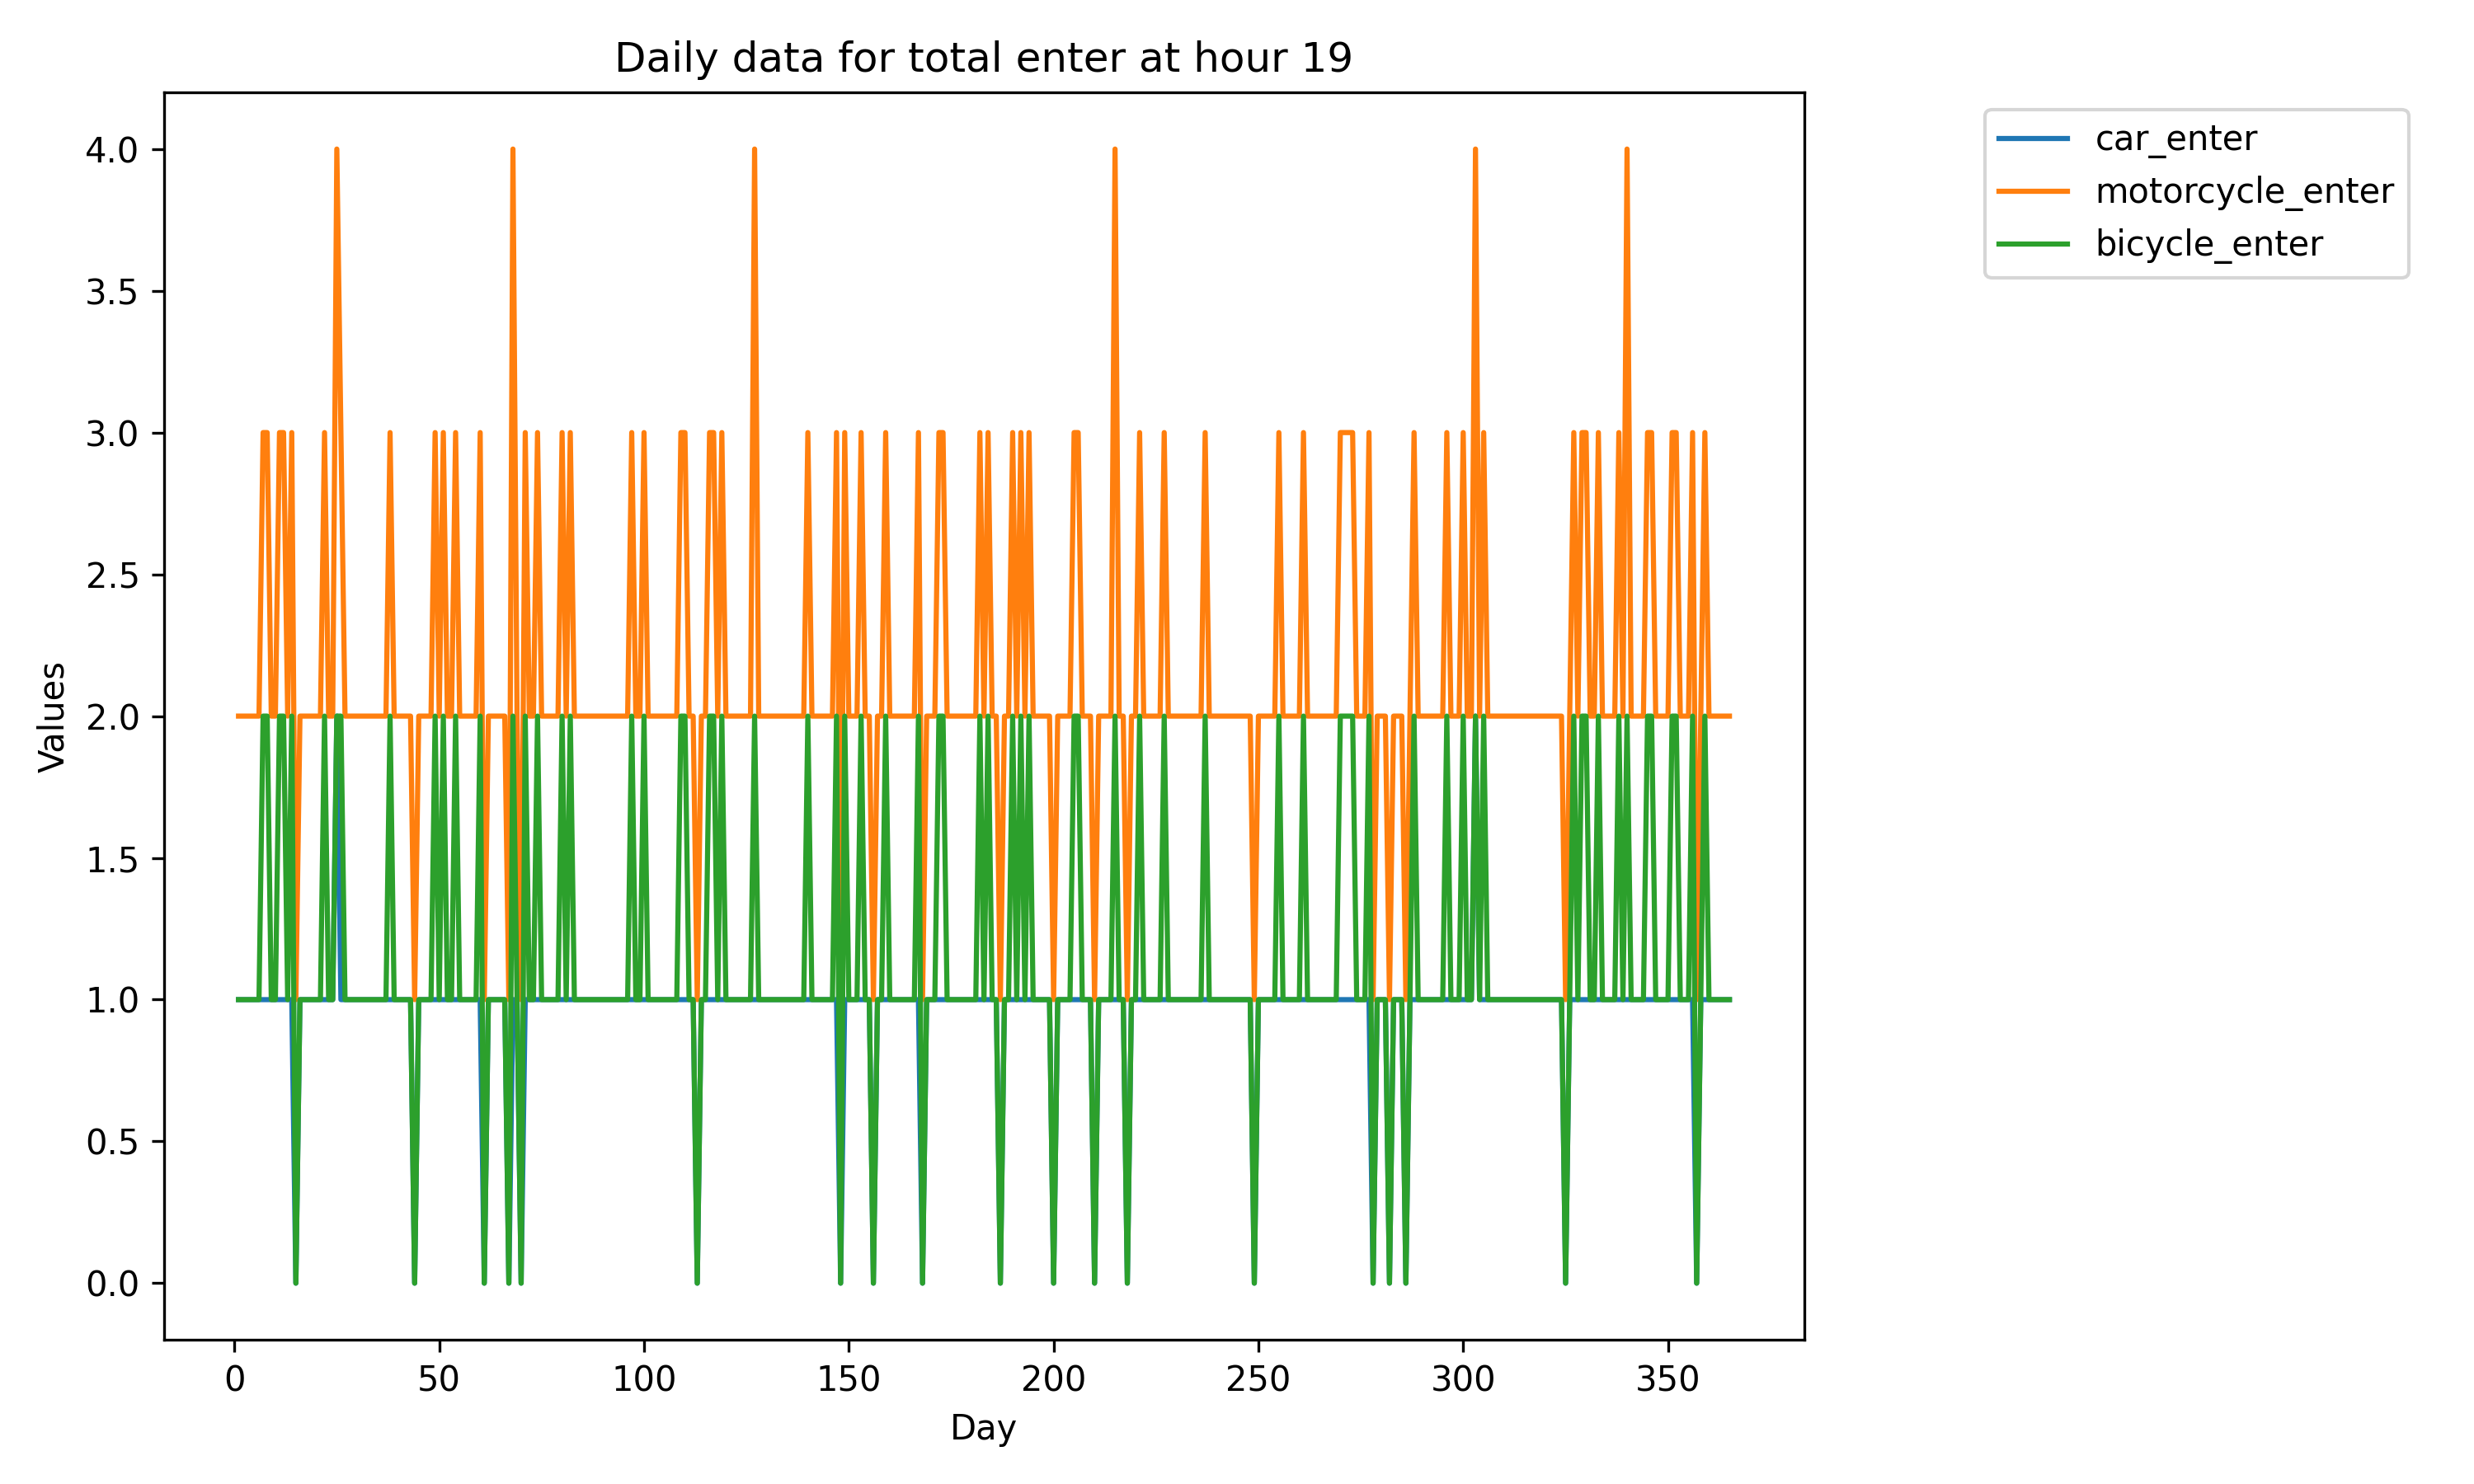 Daily data for total enter at hour 19
car_enter
motorcycle_enter
bicycle_enter
4.0
3.5
3.0
2.5
2.0
1.5
1.0
0.5
0.0
Values
0 50 100 150 200 250 300 350
Day